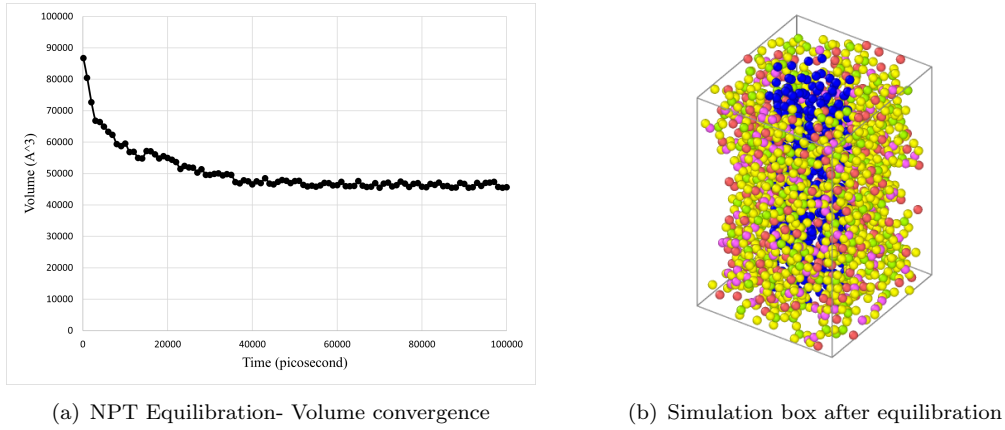 100000
90000
80000
70000
60000
50000
40000
30000
20000
10000
0
Volume (A^3)
0 20000 40000 60000 80000 100000
Time (picosecond)
(a) NPT Equilibration- Volume convergence
(b) Simulation box after equilibration